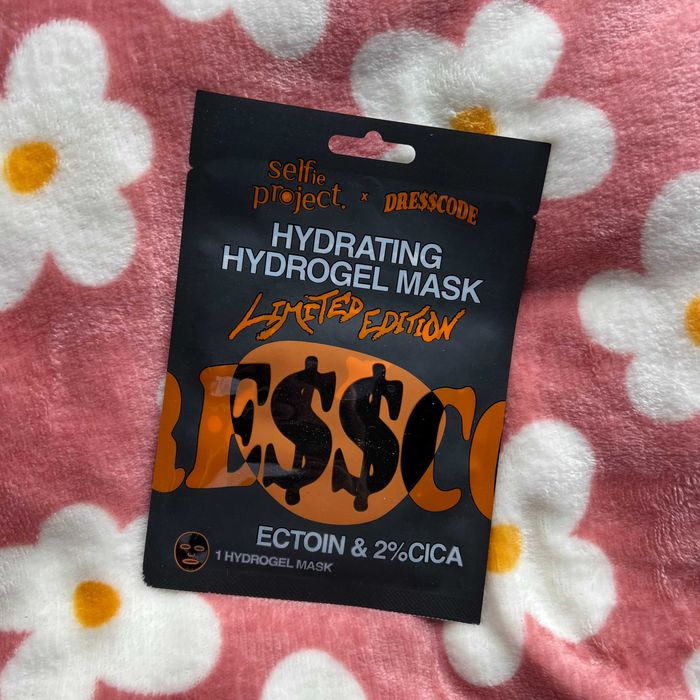 selfie project. x DRE$$CODE
HYDRATING
HYDROGEL MASK
LIMITED EDITION
RE$$CO
ECTOIN & 2%CICA
1 HYDROGEL MASK